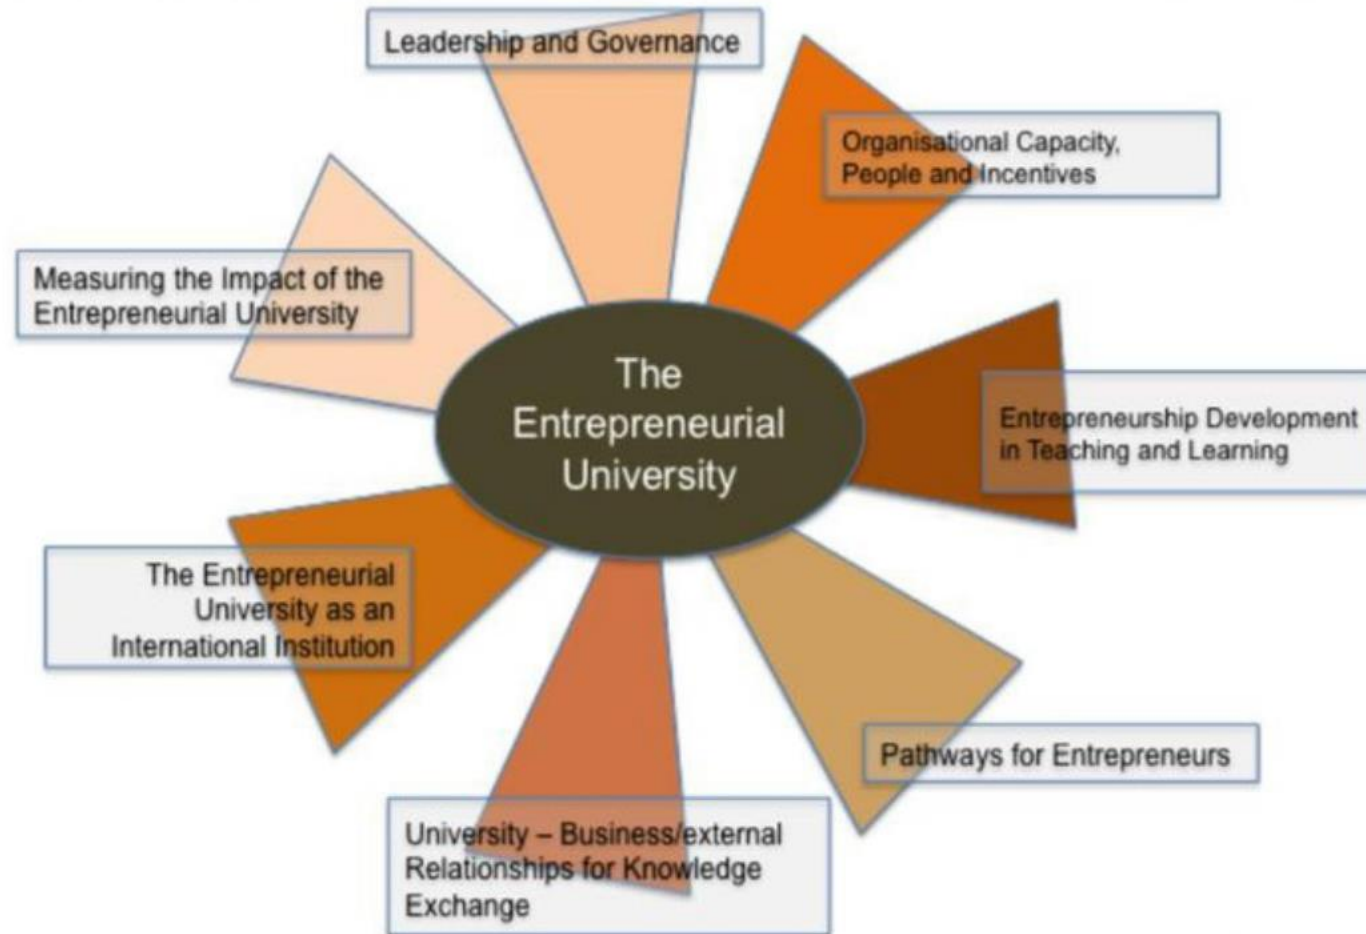 Leadership and Governance
Organisational Capacity,
People and Incentives
Measuring the Impact of the
Entrepreneurial University
The
Entrepreneurial
University
Entrepreneurship Development
in Teaching and Learning
The Entrepreneurial
University as an
International Institution
Pathways for Entrepreneurs
University – Business/external
Relationships for Knowledge
Exchange